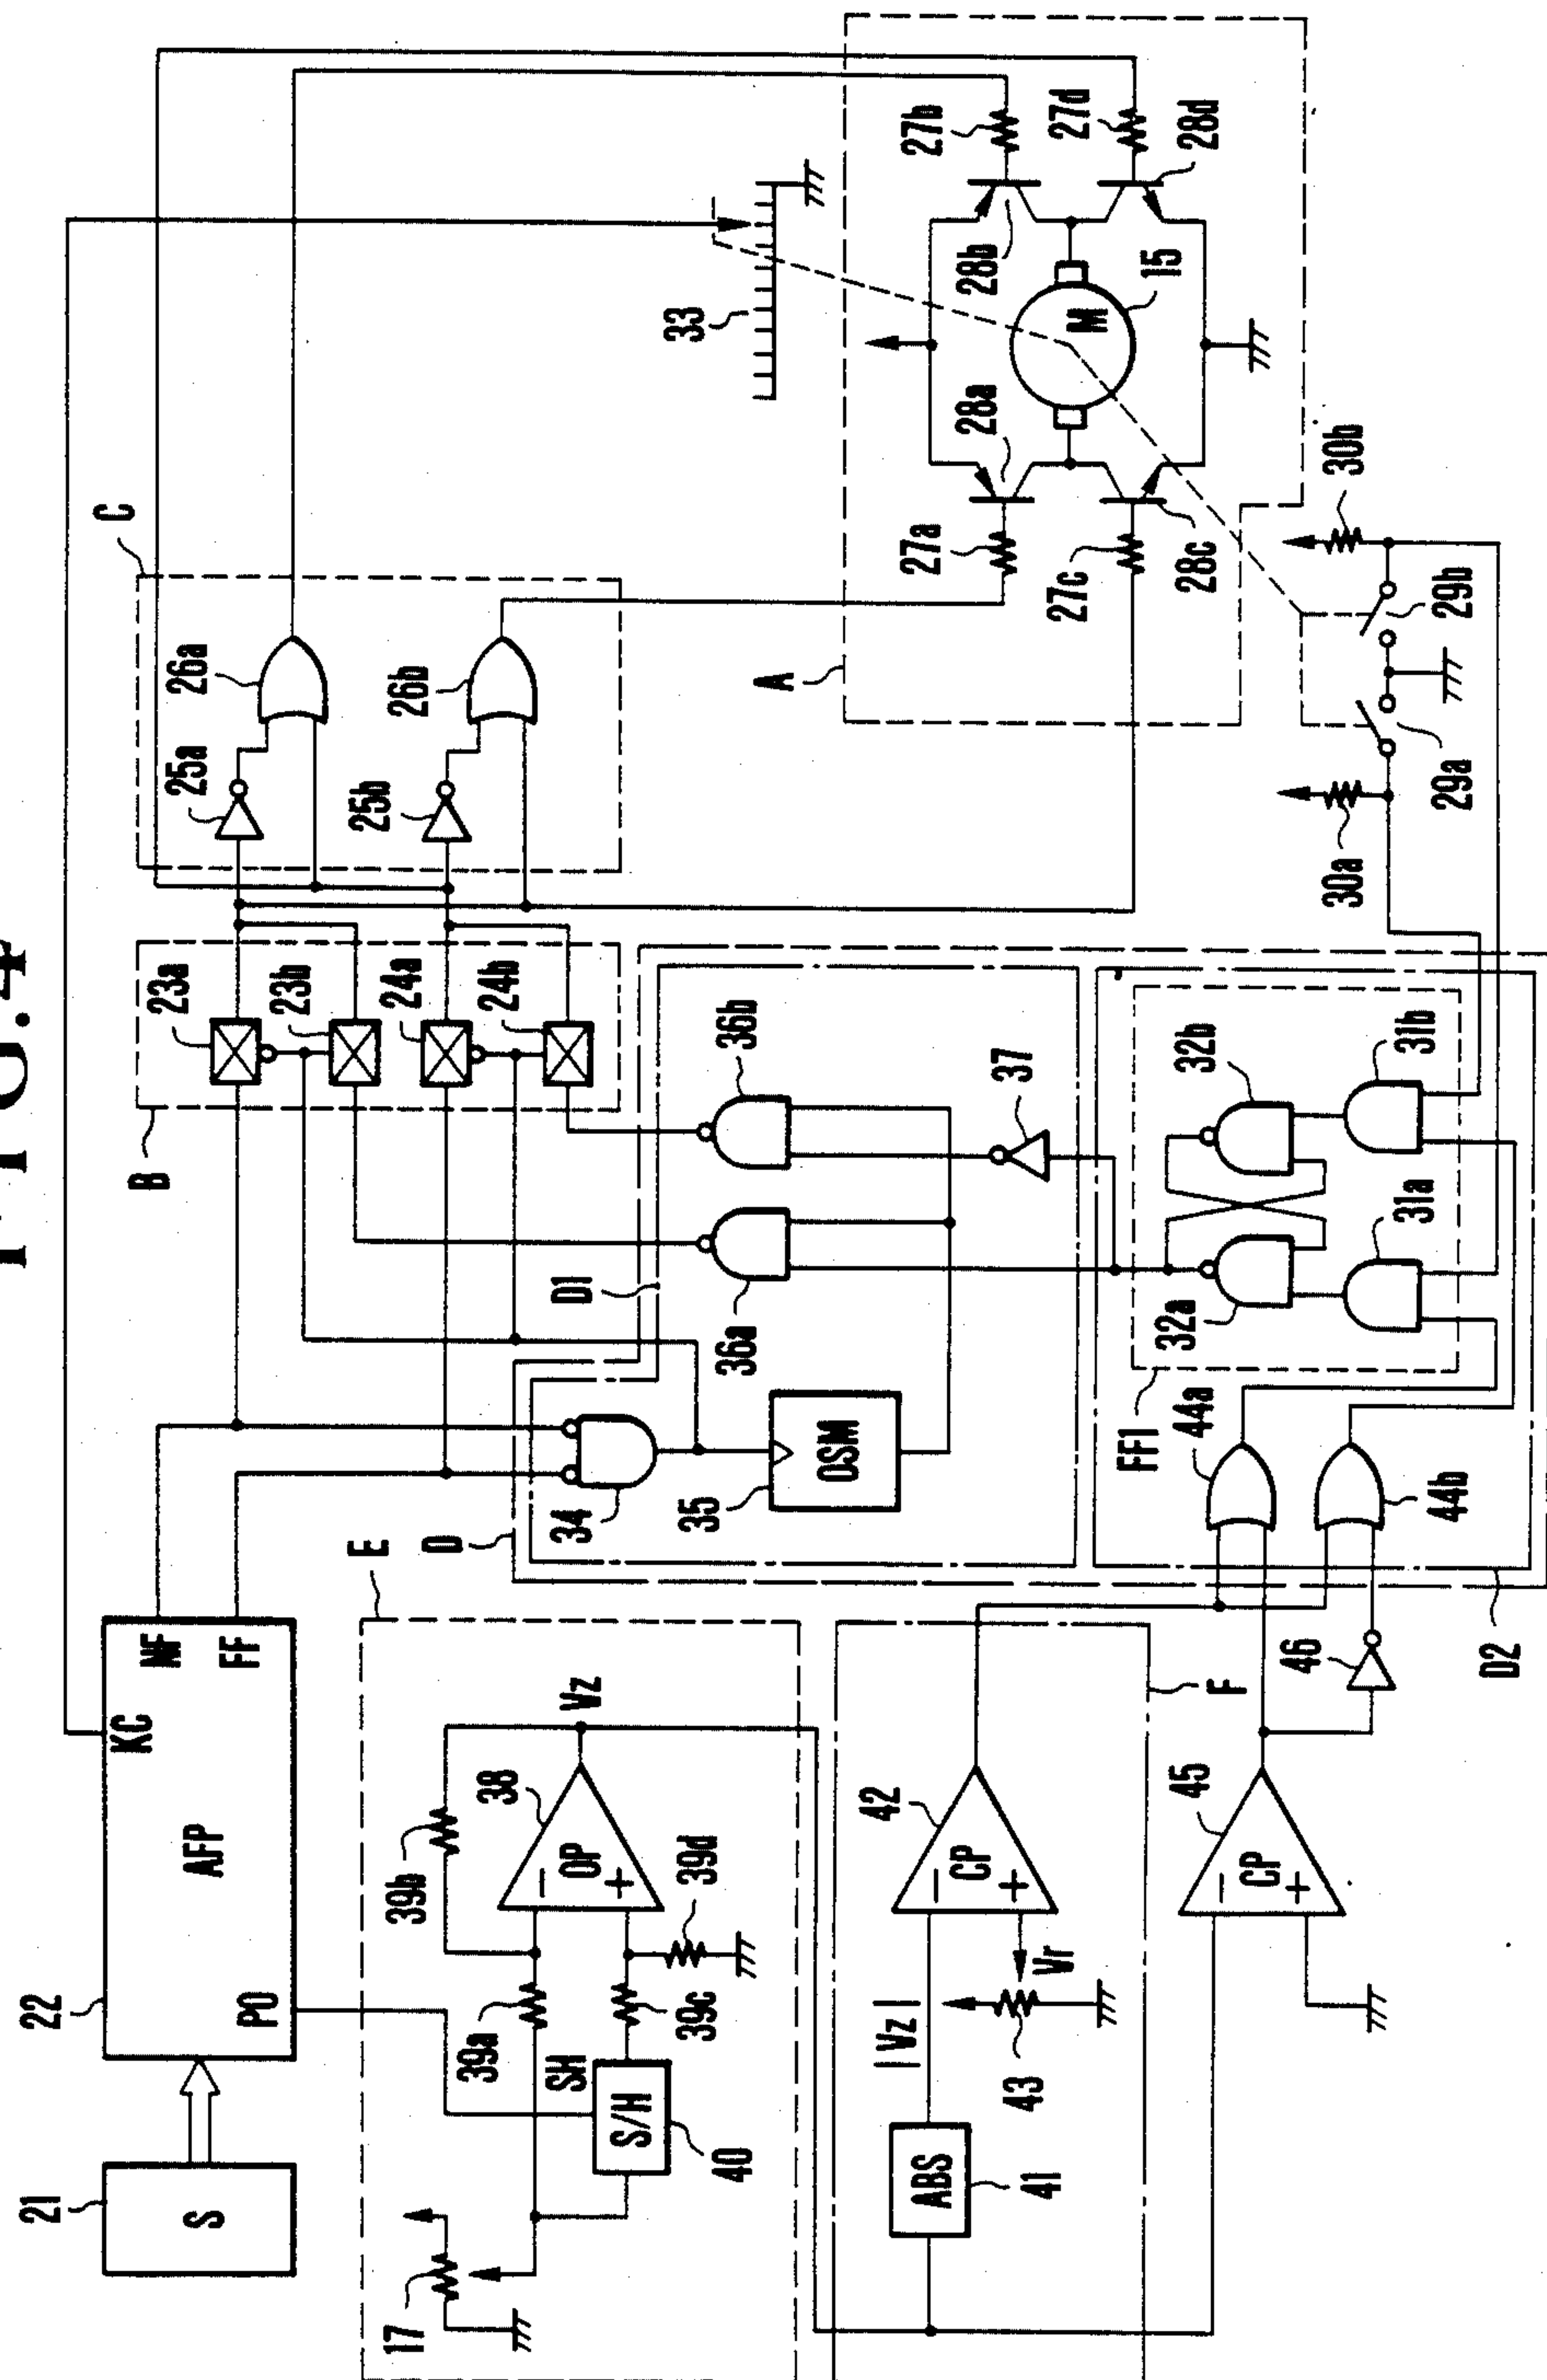 FIG.4
21
S
22
AFP
KC
NF
FF
PO
E
17
39a
39b
39c
39d
SH
S/H
40
38
OP
−
+
Vz
F
ABS
41
|Vz|
42
CP
−
+
43
Vr
45
CP
−
+
46
D
D1
34
35
OSM
36a
36b
37
D2
FF1
44a
44b
32a
32b
31a
31b
B
23a
23b
24a
24b
C
25a
25b
26a
26b
33
A
27a
27b
27c
27d
28a
28b
28c
28d
M
15
30a
30b
29a
29b